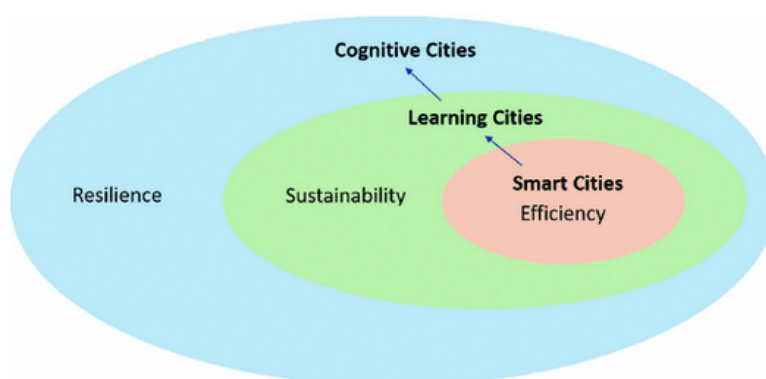 Cognitive Cities
Learning Cities
Smart Cities
Resilience
Sustainability
Efficiency